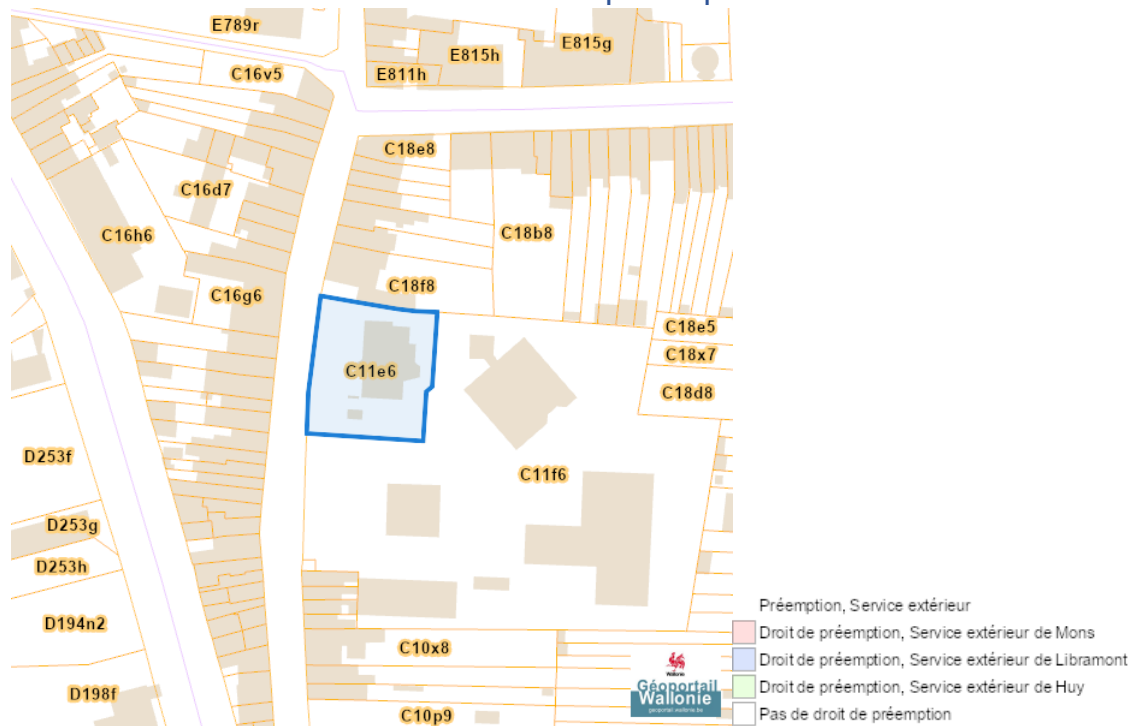 E789r
E815g
E815h
C16v5
E811h
C18e8
C16d7
C18b8
C16h6
C18f8
C16g6
C18e5
C18x7
C11e6
C18d8
D253f
C11f6
D253g
D253h
D194n2
C10x8
D198f
C10p9
Wallonie
Géoportail
Wallonie
geoportail.wallonie.be
Préemption, Service extérieur
Droit de préemption, Service extérieur de Mons
Droit de préemption, Service extérieur de Libramont
Droit de préemption, Service extérieur de Huy
Pas de droit de préemption